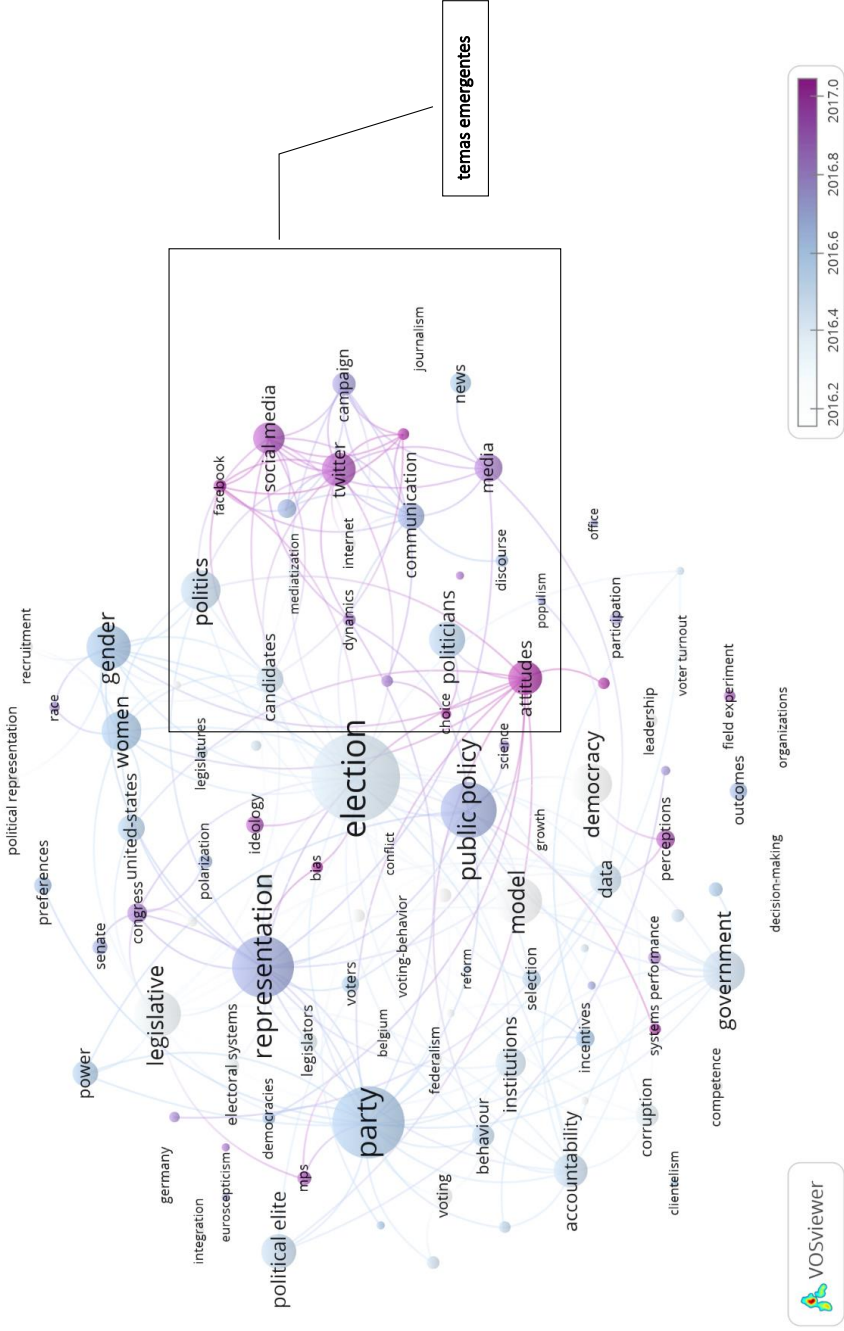 political representation
recruitment
preferences
race
power
senate
gender
women
united-states
congress
legislative
germany
integration
legislatures
politics
polarization
facebook
euroscepticism
electoral systems
ideology
representation
democracies
candidates
social media
political elite
mediatization
mps
legislators
bias
twitter
campaign
dynamics
internet
voters
election
party
belgium
conflict
voting-behavior
communication
journalism
federalism
voting
choice
politicians
news
temas emergentes
reform
public policy
behaviour
media
discourse
science
institutions
model
attitudes
selection
growth
populism
accountability
incentives
democracy
office
data
participation
corruption
leadership
systems performance
perceptions
clientelism
voter turnout
competence
government
field experiment
outcomes
decision-making
organizations
VOSviewer
2016.2 2016.4 2016.6 2016.8 2017.0